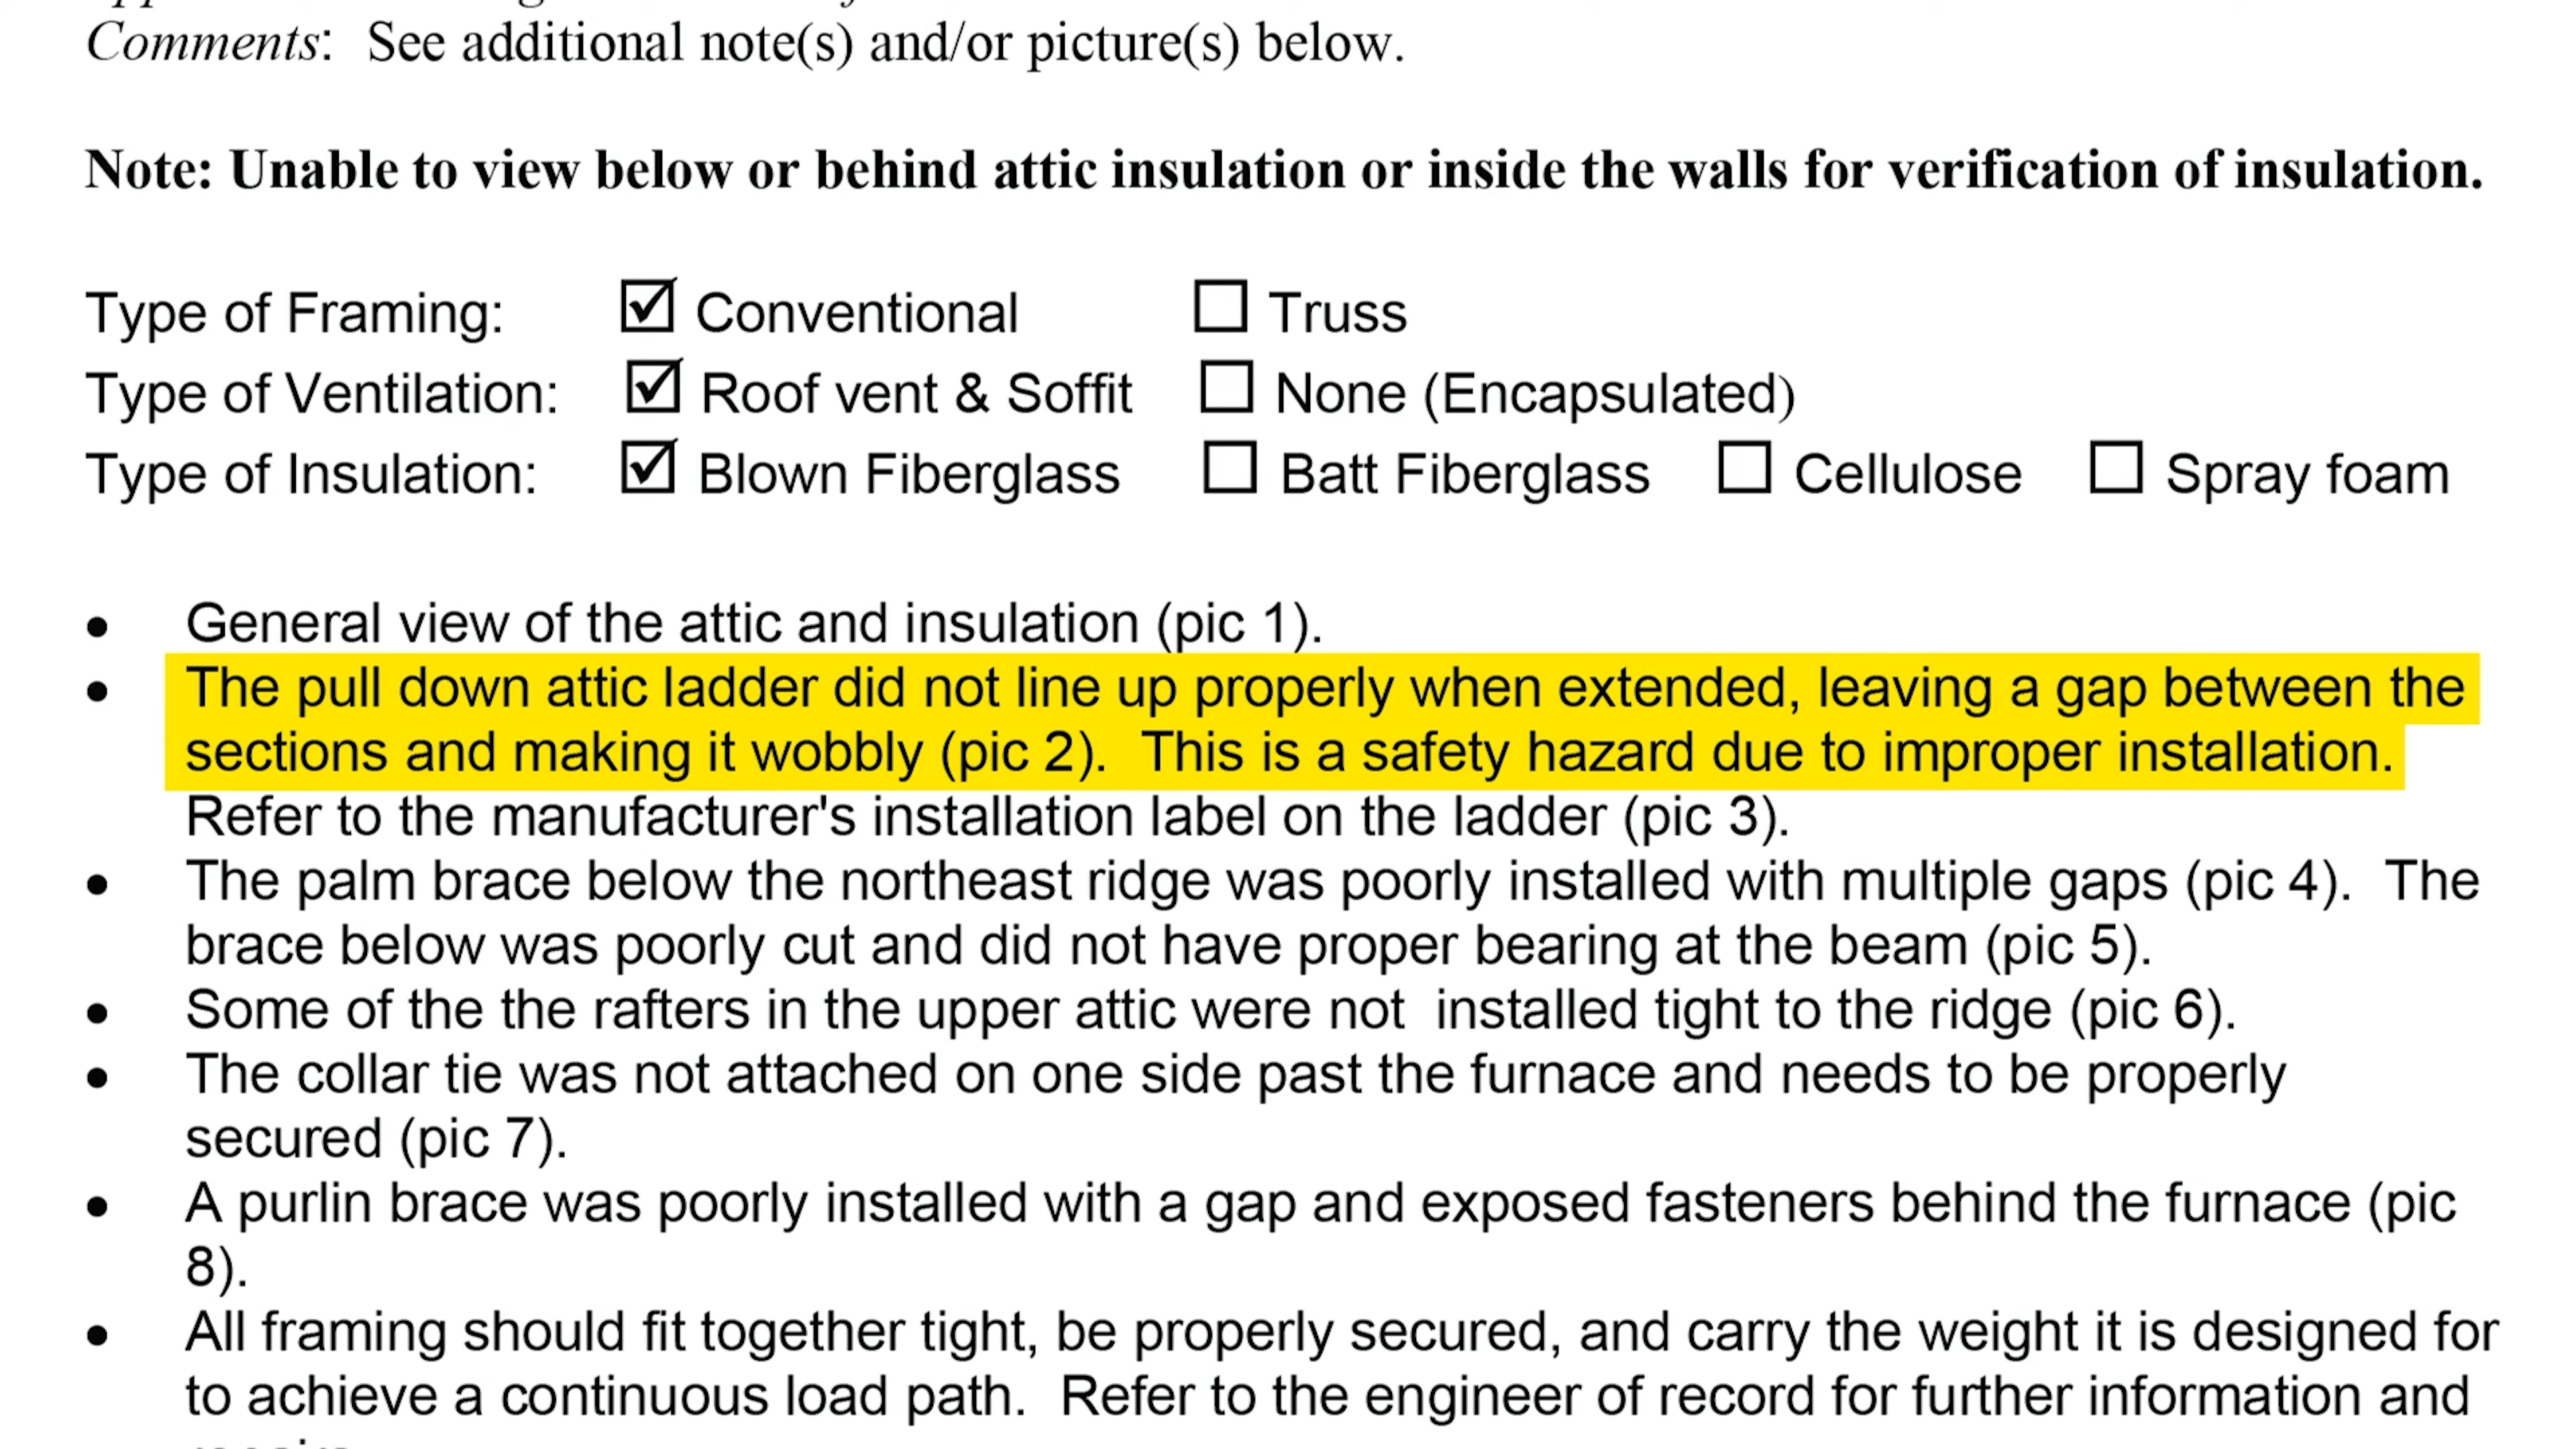 Comments: See additional note(s) and/or picture(s) below.
Note: Unable to view below or behind attic insulation or inside the walls for verification of insulation.
Type of Framing: ☑ Conventional ☐ Truss
Type of Ventilation: ☑ Roof vent & Soffit ☐ None (Encapsulated)
Type of Insulation: ☑ Blown Fiberglass ☐ Batt Fiberglass ☐ Cellulose ☐ Spray foam
• General view of the attic and insulation (pic 1).
• The pull down attic ladder did not line up properly when extended, leaving a gap between the
sections and making it wobbly (pic 2). This is a safety hazard due to improper installation.
Refer to the manufacturer's installation label on the ladder (pic 3).
• The palm brace below the northeast ridge was poorly installed with multiple gaps (pic 4). The
brace below was poorly cut and did not have proper bearing at the beam (pic 5).
• Some of the the rafters in the upper attic were not installed tight to the ridge (pic 6).
• The collar tie was not attached on one side past the furnace and needs to be properly
secured (pic 7).
• A purlin brace was poorly installed with a gap and exposed fasteners behind the furnace (pic
8).
• All framing should fit together tight, be properly secured, and carry the weight it is designed for
to achieve a continuous load path. Refer to the engineer of record for further information and